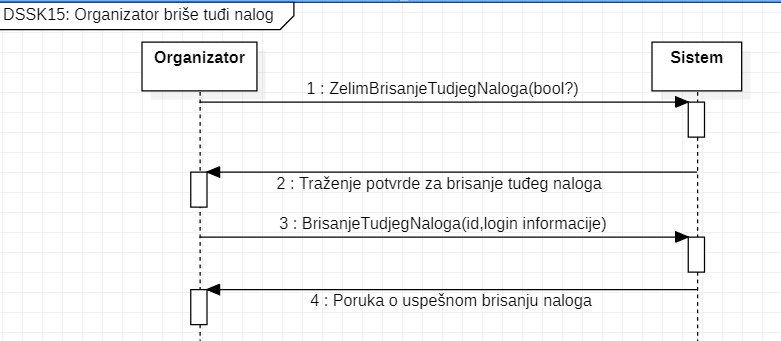 DSSK15: Organizator briše tuđi nalog
Organizator
Sistem
1 : ZelimBrisanjeTudjegNaloga(bool?)
2 : Traženje potvrde za brisanje tuđeg naloga
3 : BrisanjeTudjegNaloga(id,login informacije)
4 : Poruka o uspešnom brisanju naloga